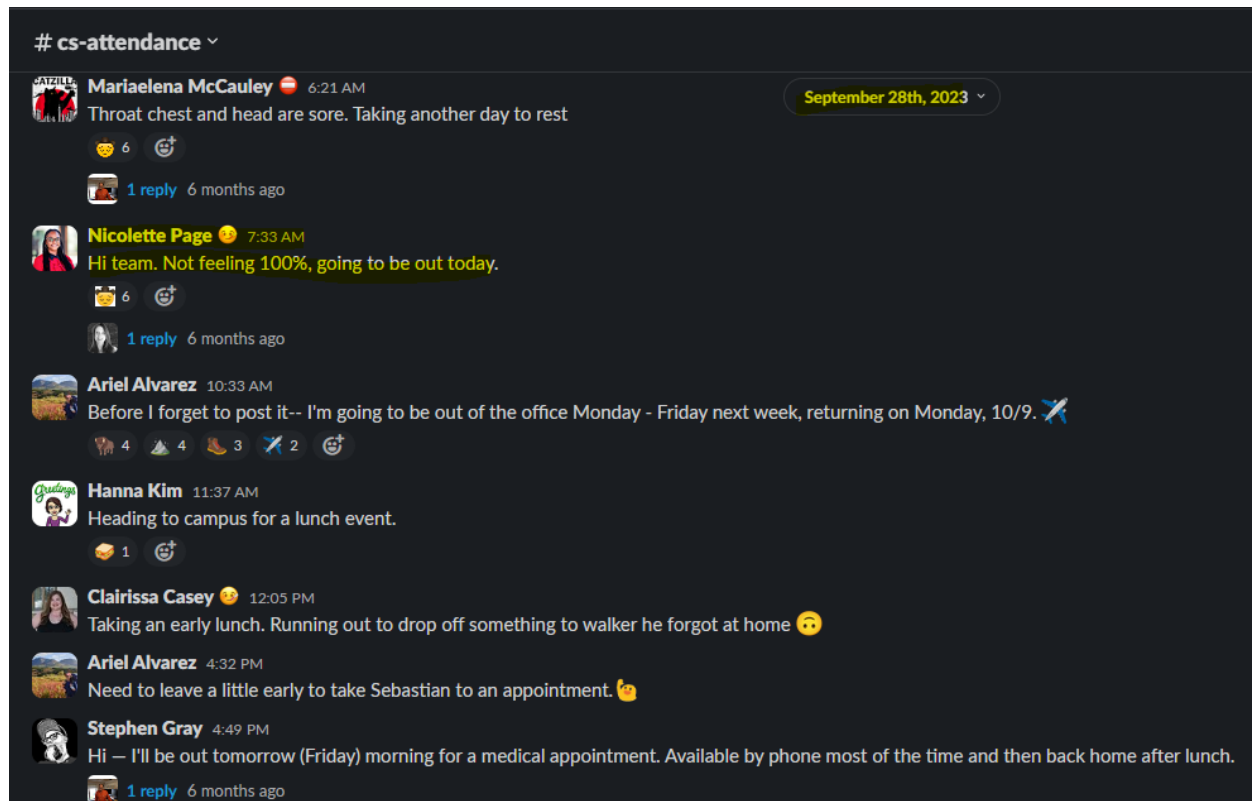 # cs-attendance
Mariaelena McCauley 6:21 AM
September 28th, 2023
Throat chest and head are sore. Taking another day to rest
6
1 reply 6 months ago
Nicolette Page 7:33 AM
Hi team. Not feeling 100%, going to be out today.
6
1 reply 6 months ago
Ariel Alvarez 10:33 AM
Before I forget to post it-- I'm going to be out of the office Monday - Friday next week, returning on Monday, 10/9.
4 4 3 2
Greetings
Hanna Kim 11:37 AM
Heading to campus for a lunch event.
1
Clairissa Casey 12:05 PM
Taking an early lunch. Running out to drop off something to walker he forgot at home
Ariel Alvarez 4:32 PM
Need to leave a little early to take Sebastian to an appointment.
Stephen Gray 4:49 PM
Hi — I'll be out tomorrow (Friday) morning for a medical appointment. Available by phone most of the time and then back home after lunch.
1 reply 6 months ago